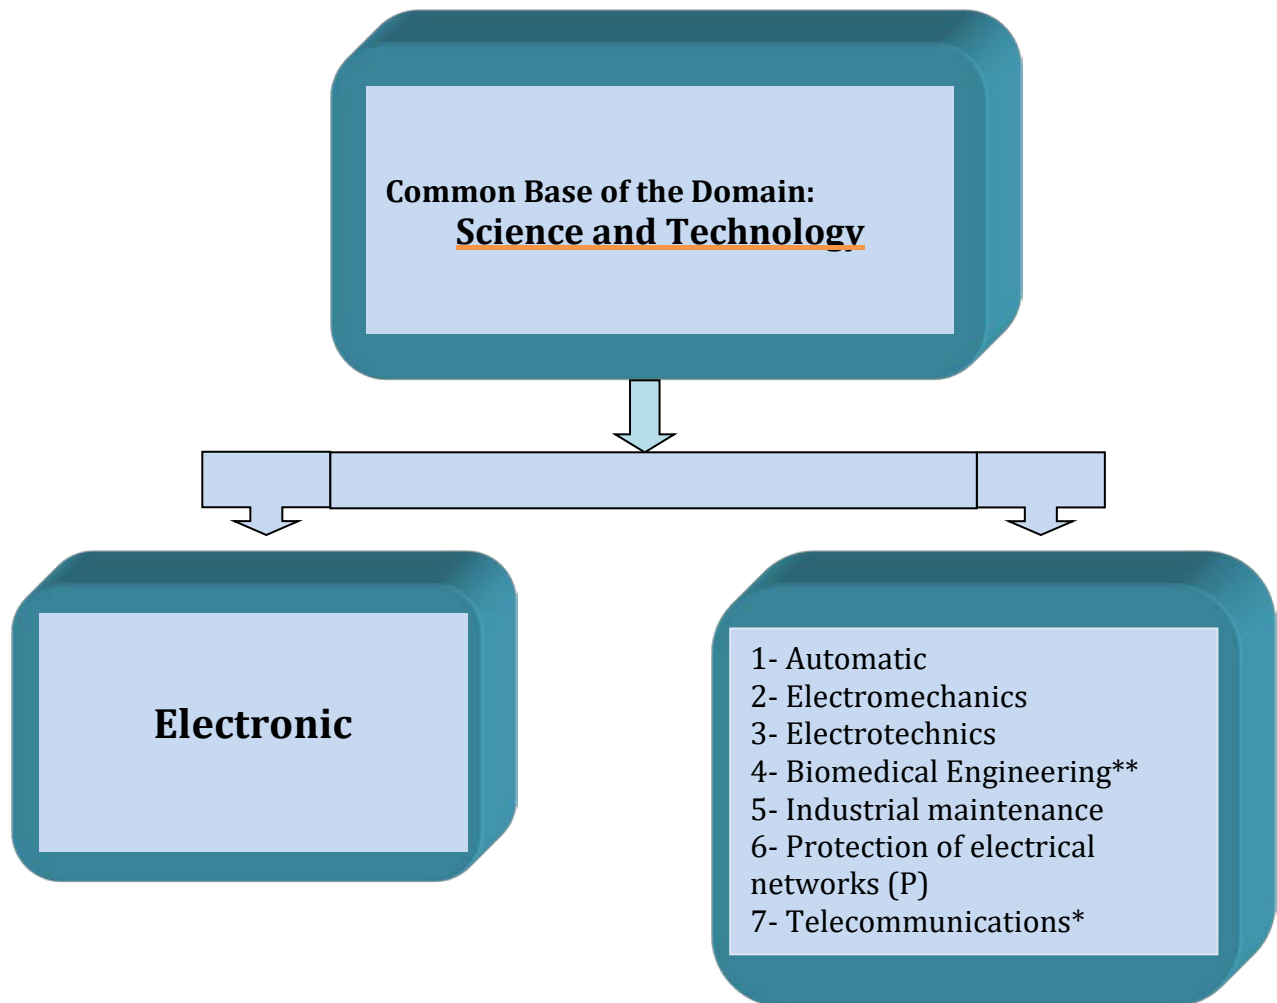 Common Base of the Domain:
Science and Technology
Electronic
1- Automatic
2- Electromechanics
3- Electrotechnics
4- Biomedical Engineering**
5- Industrial maintenance
6- Protection of electrical
networks (P)
7- Telecommunications*